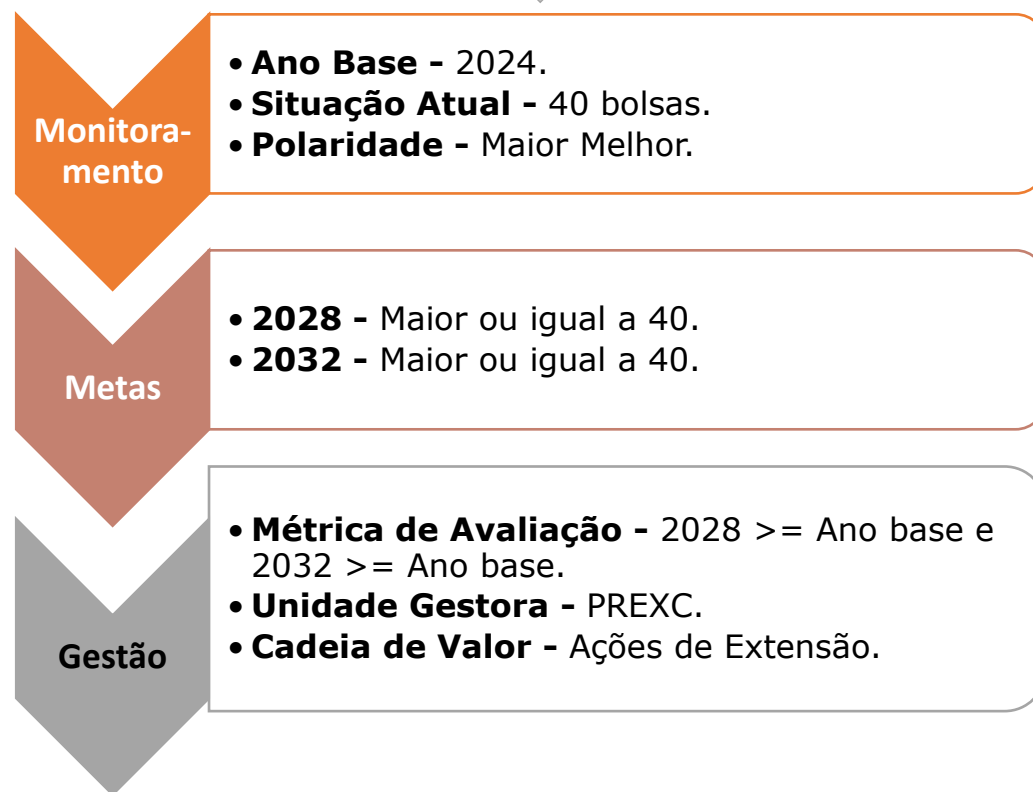 Monitora-
mento
• Ano Base - 2024.
• Situação Atual - 40 bolsas.
• Polaridade - Maior Melhor.
Metas
• 2028 - Maior ou igual a 40.
• 2032 - Maior ou igual a 40.
Gestão
• Métrica de Avaliação - 2028 >= Ano base e
2032 >= Ano base.
• Unidade Gestora - PREXC.
• Cadeia de Valor - Ações de Extensão.